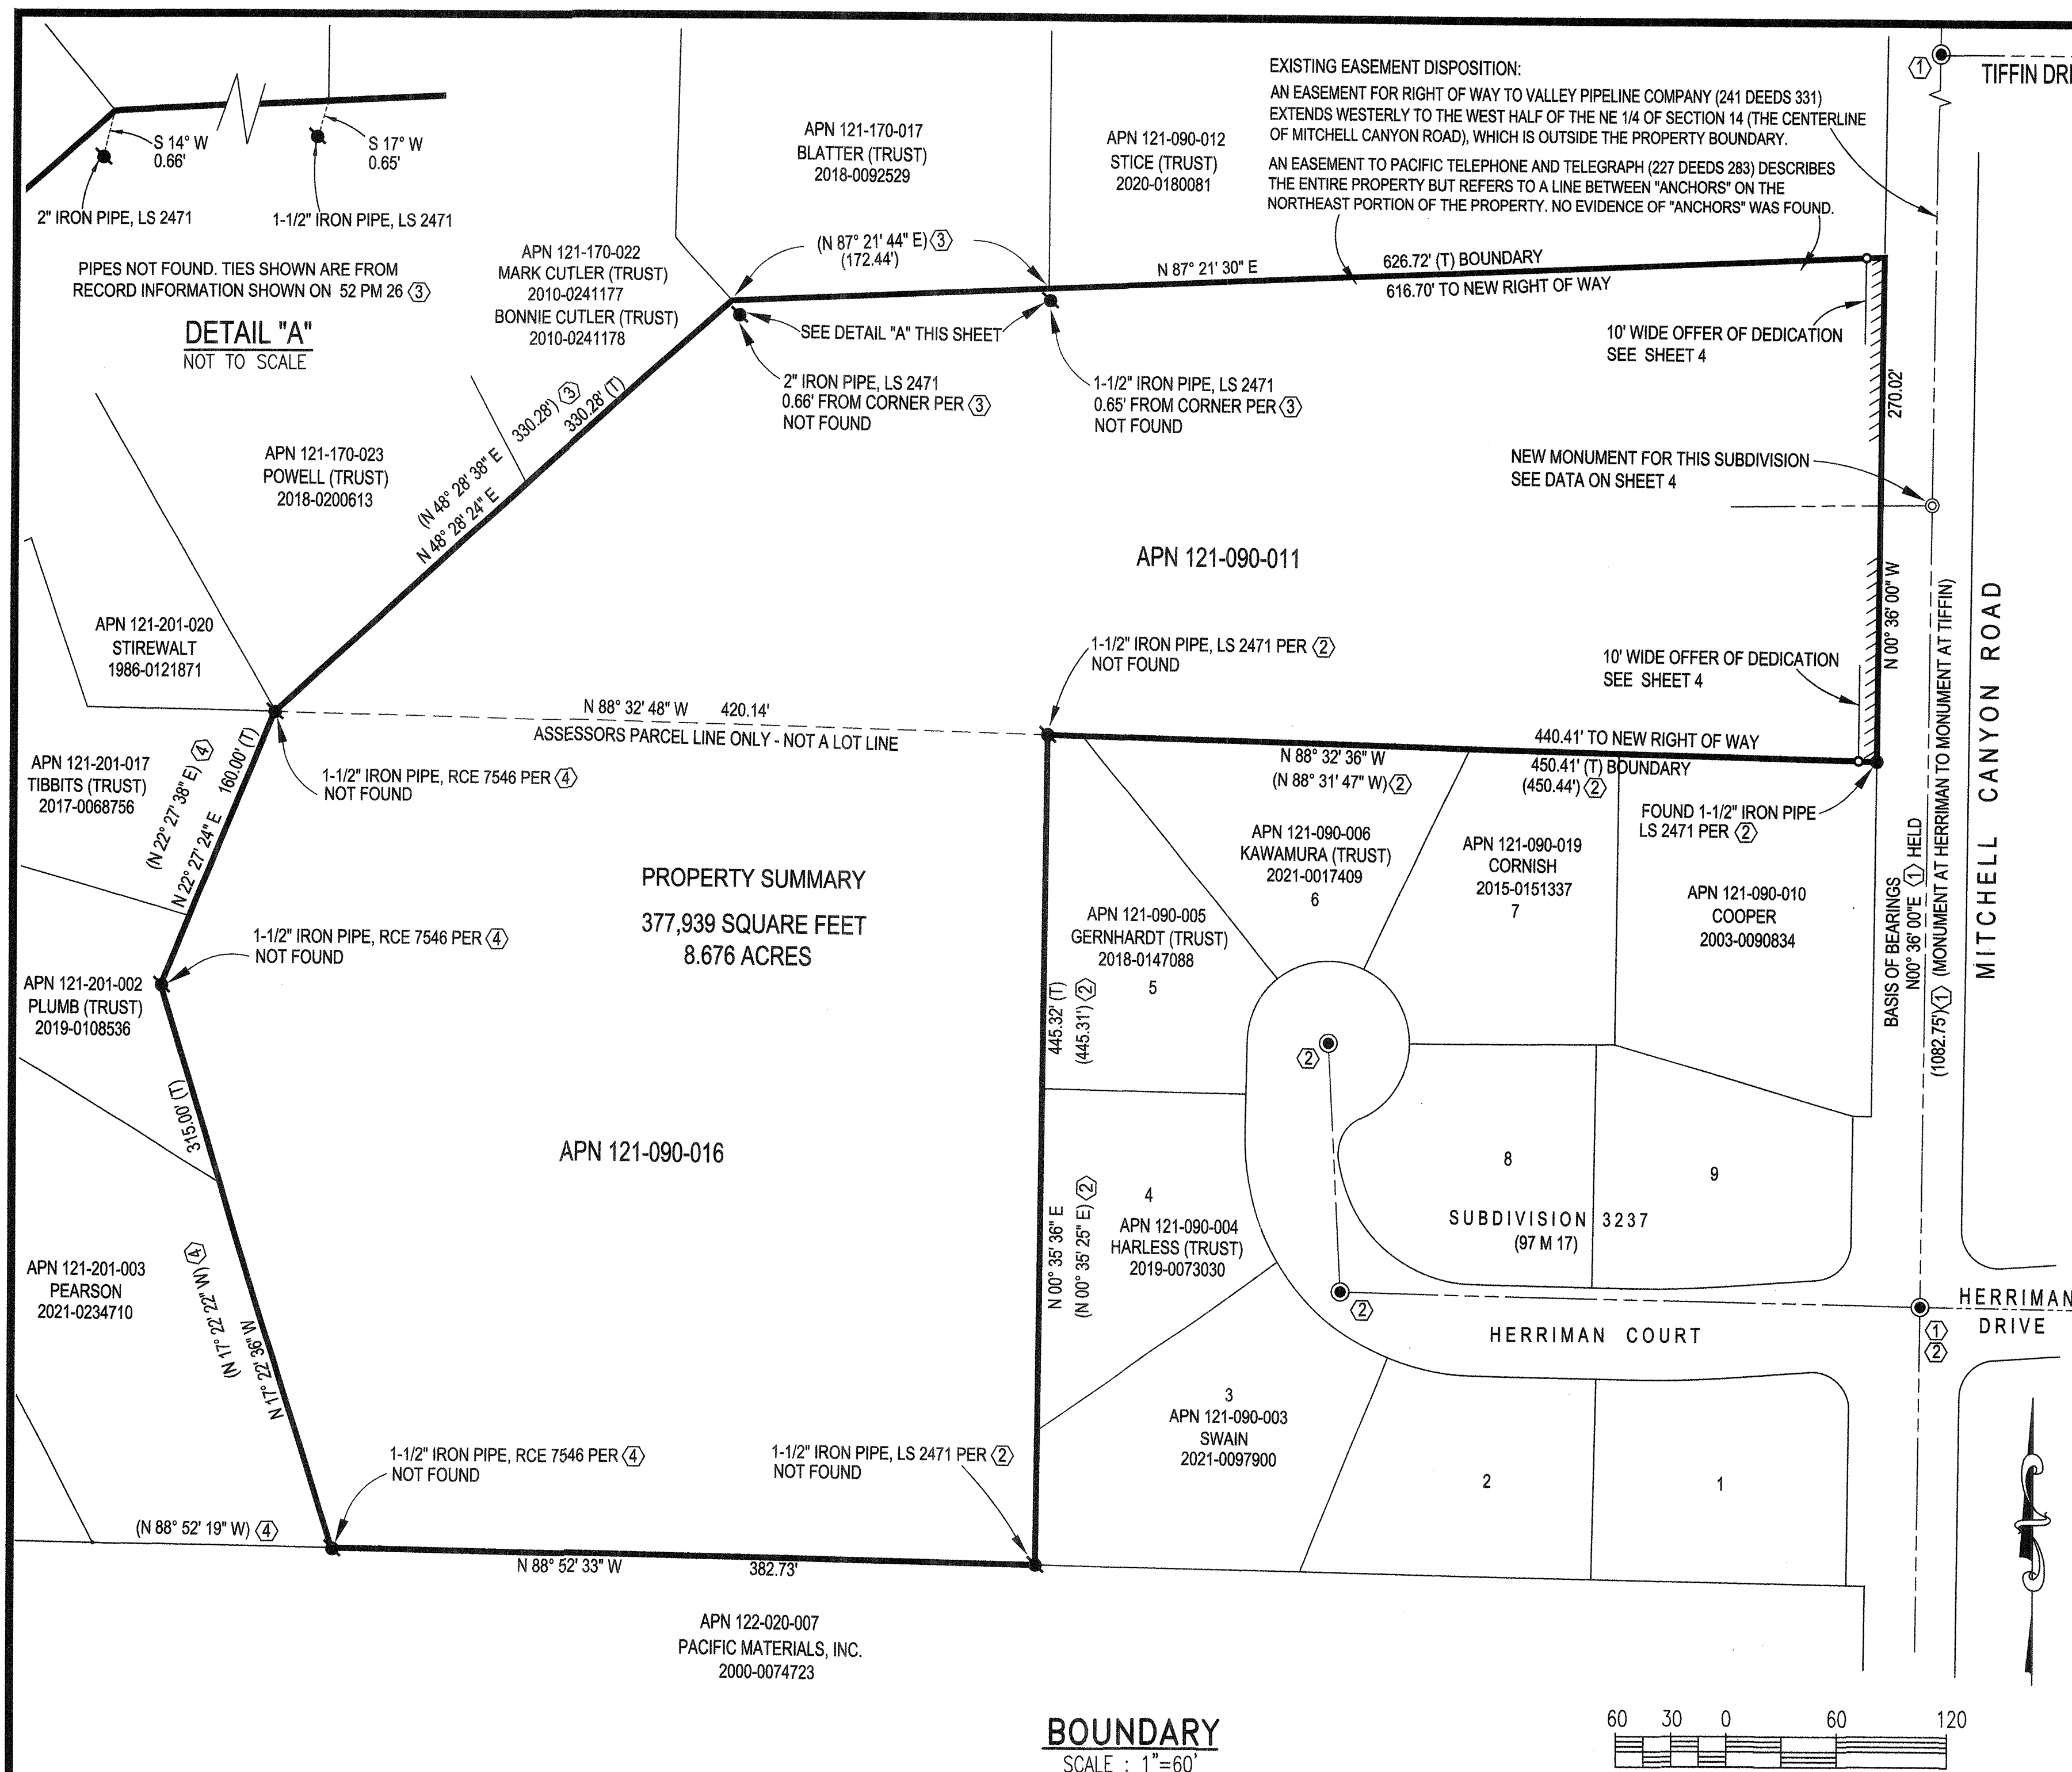 EXISTING EASEMENT DISPOSITION:
AN EASEMENT FOR RIGHT OF WAY TO VALLEY PIPELINE COMPANY (241 DEEDS 331)
EXTENDS WESTERLY TO THE WEST HALF OF THE NE 1/4 OF SECTION 14 (THE CENTERLINE
OF MITCHELL CANYON ROAD), WHICH IS OUTSIDE THE PROPERTY BOUNDARY.
AN EASEMENT TO PACIFIC TELEPHONE AND TELEGRAPH (227 DEEDS 283) DESCRIBES
THE ENTIRE PROPERTY BUT REFERS TO A LINE BETWEEN "ANCHORS" ON THE
NORTHEAST PORTION OF THE PROPERTY. NO EVIDENCE OF "ANCHORS" WAS FOUND.
1
TIFFIN DRI
S 14° W
0.66'
S 17° W
0.65'
2" IRON PIPE, LS 2471
1-1/2" IRON PIPE, LS 2471
PIPES NOT FOUND. TIES SHOWN ARE FROM
RECORD INFORMATION SHOWN ON 52 PM 26 3
DETAIL "A"
NOT TO SCALE
APN 121-170-017
BLATTER (TRUST)
2018-0092529
APN 121-090-012
STICE (TRUST)
2020-0180081
APN 121-170-022
MARK CUTLER (TRUST)
2010-0241177
BONNIE CUTLER (TRUST)
2010-0241178
(N 87° 21' 44" E) 3
(172.44')
N 87° 21' 30" E
626.72' (T) BOUNDARY
616.70' TO NEW RIGHT OF WAY
SEE DETAIL "A" THIS SHEET
10' WIDE OFFER OF DEDICATION
SEE SHEET 4
2" IRON PIPE, LS 2471
0.66' FROM CORNER PER 3
NOT FOUND
1-1/2" IRON PIPE, LS 2471
0.65' FROM CORNER PER 3
NOT FOUND
270.02'
(N 48° 28' 38" E 330.28') 3
N 48° 28' 24" E 330.28' (T)
APN 121-170-023
POWELL (TRUST)
2018-0200613
NEW MONUMENT FOR THIS SUBDIVISION
SEE DATA ON SHEET 4
APN 121-090-011
N 00° 36' 00" W
APN 121-201-020
STIREWALT
1986-0121871
1-1/2" IRON PIPE, LS 2471 PER 2
NOT FOUND
10' WIDE OFFER OF DEDICATION
SEE SHEET 4
N 88° 32' 48" W 420.14'
ASSESSORS PARCEL LINE ONLY - NOT A LOT LINE
440.41' TO NEW RIGHT OF WAY
N 88° 32' 36" W
450.41' (T) BOUNDARY
(N 88° 31' 47" W) 2
(450.44') 2
APN 121-201-017
TIBBITS (TRUST)
2017-0068756
(N 22° 27' 38" E) 4
N 22° 27' 24" E 160.00' (T)
1-1/2" IRON PIPE, RCE 7546 PER 4
NOT FOUND
FOUND 1-1/2" IRON PIPE
LS 2471 PER 2
APN 121-090-006
KAWAMURA (TRUST)
2021-0017409
6
APN 121-090-019
CORNISH
2015-0151337
7
APN 121-090-010
COOPER
2003-0090834
PROPERTY SUMMARY
377,939 SQUARE FEET
8.676 ACRES
APN 121-090-005
GERNHARDT (TRUST)
2018-0147088
5
BASIS OF BEARINGS
N00° 36' 00"E 1 HELD
(1082.75') 1 (MONUMENT AT HERRIMAN TO MONUMENT AT TIFFIN)
MITCHELL CANYON ROAD
1-1/2" IRON PIPE, RCE 7546 PER 4
NOT FOUND
APN 121-201-002
PLUMB (TRUST)
2019-0108536
445.32' (T)
(445.31') 2
2
315.00' (T)
APN 121-090-016
8
9
4
APN 121-090-004
HARLESS (TRUST)
2019-0073030
N 00° 35' 36" E
(N 00° 35' 25" E) 2
SUBDIVISION 3237
(97 M 17)
APN 121-201-003
PEARSON
2021-0234710
(N 17° 22' 22" W) 4
N 17° 22' 36" W
2
HERRIMAN COURT
HERRIMAN
DRIVE
1
2
3
APN 121-090-003
SWAIN
2021-0097900
2
1
1-1/2" IRON PIPE, RCE 7546 PER 4
NOT FOUND
1-1/2" IRON PIPE, LS 2471 PER 2
NOT FOUND
(N 88° 52' 19" W) 4
N 88° 52' 33" W 382.73'
APN 122-020-007
PACIFIC MATERIALS, INC.
2000-0074723
BOUNDARY
SCALE : 1"=60'
60 30 0 60 120